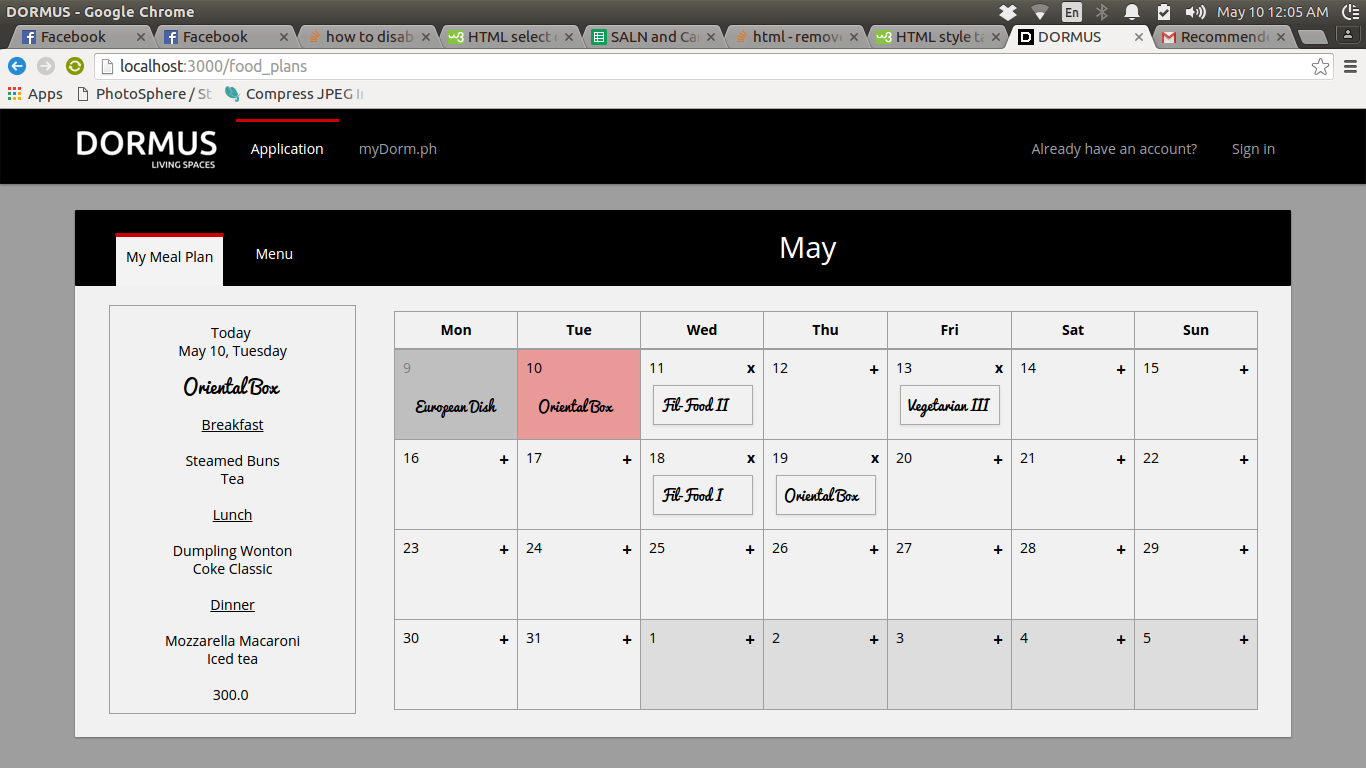 DORMUS - Google Chrome
En
May 10 12:05 AM
Facebook
Facebook
how to disab
HTML select
SALN and Ca
html - remov
HTML style ta
DORMUS
Recommend
localhost:3000/food_plans
Apps
PhotoSphere / St
Compress JPEG I
DORMUS
LIVING SPACES
Application
myDorm.ph
Already have an account?
Sign in
My Meal Plan
Menu
May
Today
May 10, Tuesday
Oriental Box
Breakfast
Steamed Buns
Tea
Lunch
Dumpling Wonton
Coke Classic
Dinner
Mozzarella Macaroni
Iced tea
300.0
Mon Tue Wed Thu Fri Sat Sun
9 10 11 x 12 + 13 x 14 + 15 +
European Dish Oriental Box Fil-Food II Vegetarian III
16 + 17 + 18 x 19 x 20 + 21 + 22 +
Fil-Food I Oriental Box
23 + 24 + 25 + 26 + 27 + 28 + 29 +
30 + 31 + 1 + 2 + 3 + 4 + 5 +